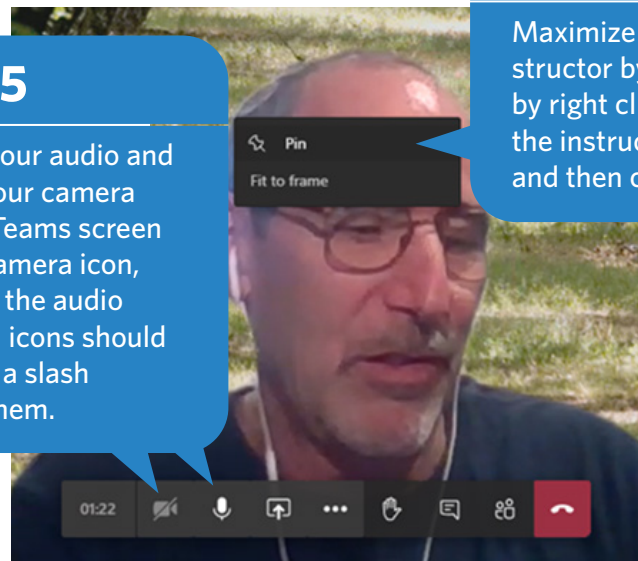 5
our audio and
our camera
Teams screen
amera icon,
the audio
icons should
a slash
hem.
Maximize
structor by
by right cl
the instruc
and then c
Pin
Fit to frame
01:22